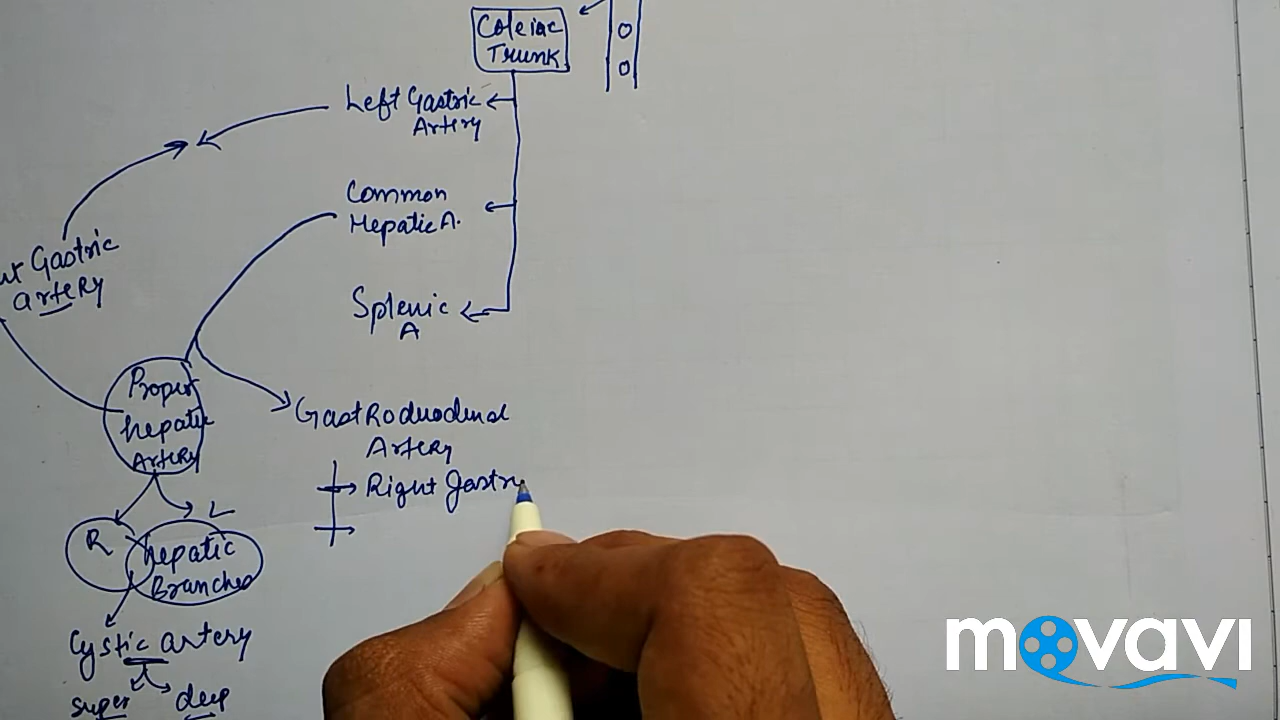 Coleiac
Trunk
Left Gastric
Artery
Common
Hepatic A.
Gastric
artery
Splenic
A
Proper
hepatic
Artery
Gastroduodenal
Artery
Right gastr
R
L
hepatic
Branches
Cystic artery
super
deep
movavi